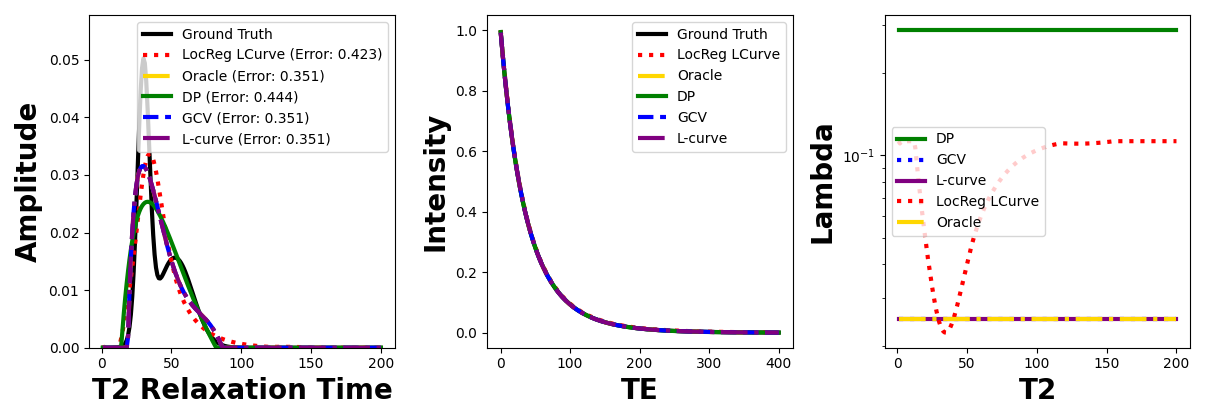 Amplitude
0.05
0.04
0.03
0.02
0.01
0.00
Ground Truth
LocReg LCurve (Error: 0.423)
Oracle (Error: 0.351)
DP (Error: 0.444)
GCV (Error: 0.351)
L-curve (Error: 0.351)
0 50 100 150 200
T2 Relaxation Time
Intensity
1.0
0.8
0.6
0.4
0.2
0.0
Ground Truth
LocReg LCurve
Oracle
DP
GCV
L-curve
0 100 200 300 400
TE
Lambda
10⁻¹
DP
GCV
L-curve
LocReg LCurve
Oracle
0 50 100 150 200
T2